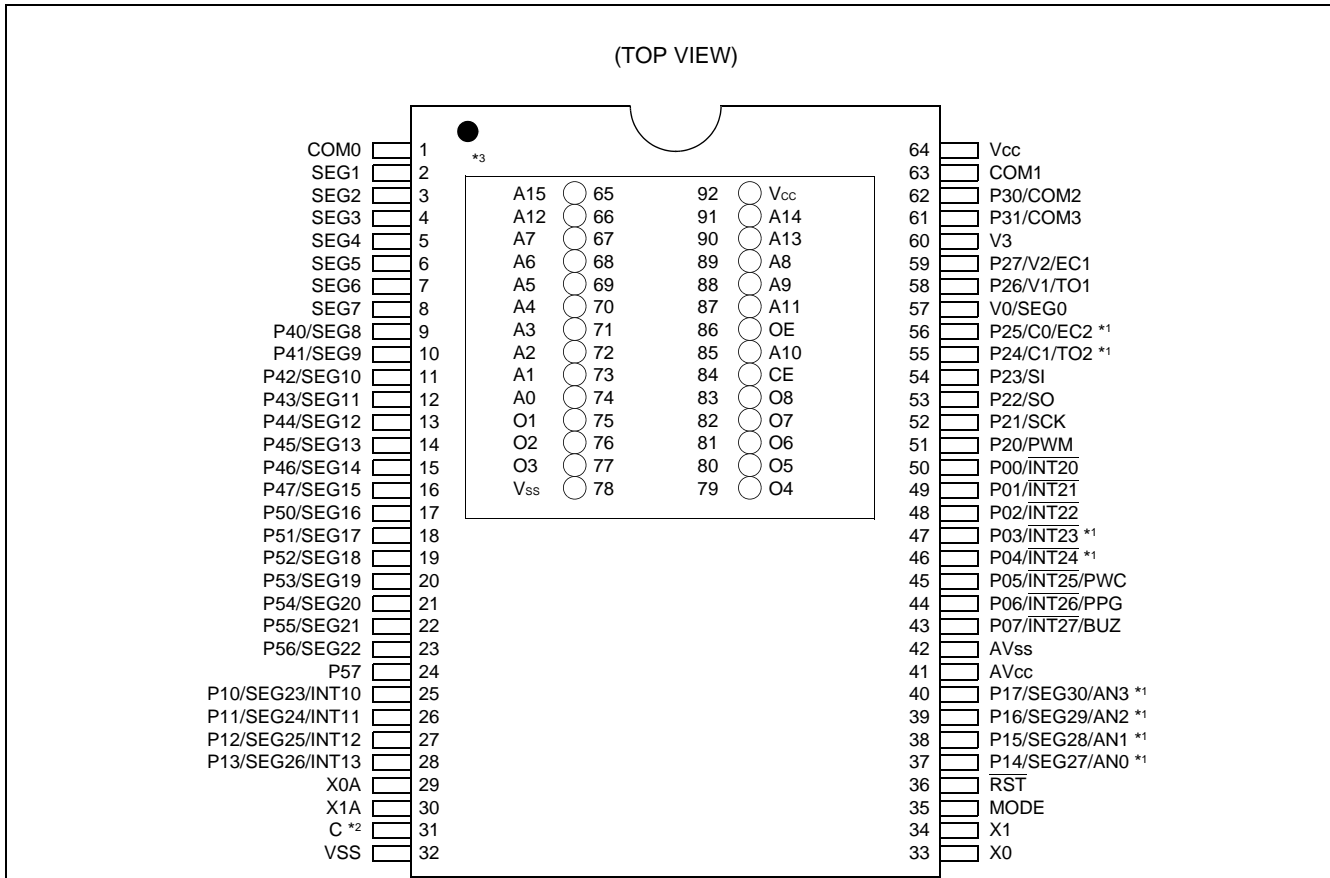 (TOP VIEW)
COM0 1 64 Vcc
*3
SEG1 2 63 COM1
SEG2 3 A15 65 92 Vcc 62 P30/COM2
SEG3 4 A12 66 91 A14 61 P31/COM3
SEG4 5 A7 67 90 A13 60 V3
SEG5 6 A6 68 89 A8 59 P27/V2/EC1
SEG6 7 A5 69 88 A9 58 P26/V1/TO1
SEG7 8 A4 70 87 A11 57 V0/SEG0
P40/SEG8 9 A3 71 86 OE 56 P25/C0/EC2 *1
P41/SEG9 10 A2 72 85 A10 55 P24/C1/TO2 *1
P42/SEG10 11 A1 73 84 CE 54 P23/SI
P43/SEG11 12 A0 74 83 O8 53 P22/SO
P44/SEG12 13 O1 75 82 O7 52 P21/SCK
P45/SEG13 14 O2 76 81 O6 51 P20/PWM
P46/SEG14 15 O3 77 80 O5 50 P00/INT20
P47/SEG15 16 Vss 78 79 O4 49 P01/INT21
P50/SEG16 17 48 P02/INT22
P51/SEG17 18 47 P03/INT23 *1
P52/SEG18 19 46 P04/INT24 *1
P53/SEG19 20 45 P05/INT25/PWC
P54/SEG20 21 44 P06/INT26/PPG
P55/SEG21 22 43 P07/INT27/BUZ
P56/SEG22 23 42 AVss
P57 24 41 AVcc
P10/SEG23/INT10 25 40 P17/SEG30/AN3 *1
P11/SEG24/INT11 26 39 P16/SEG29/AN2 *1
P12/SEG25/INT12 27 38 P15/SEG28/AN1 *1
P13/SEG26/INT13 28 37 P14/SEG27/AN0 *1
X0A 29 36 RST
X1A 30 35 MODE
C *2 31 34 X1
VSS 32 33 X0